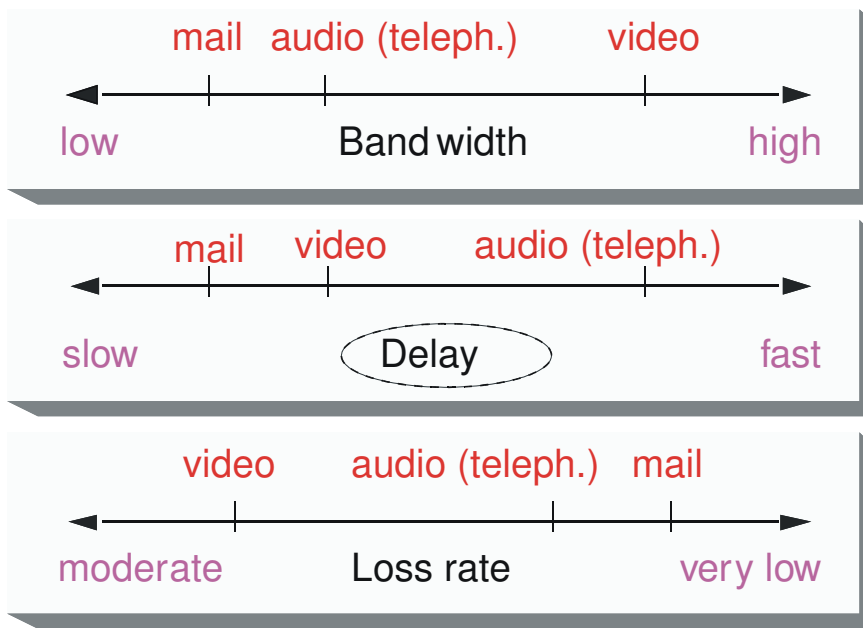 mail audio (teleph.) video
low Band width high
mail video audio (teleph.)
slow Delay fast
video audio (teleph.) mail
moderate Loss rate very low